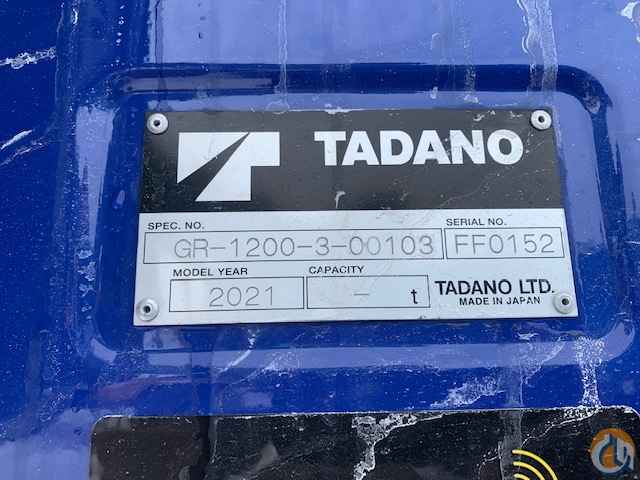 TADANO
SPEC. NO. SERIAL NO.
GR-1200-3-00103 FF0152
MODEL YEAR CAPACITY
2021 - t TADANO LTD.
MADE IN JAPAN